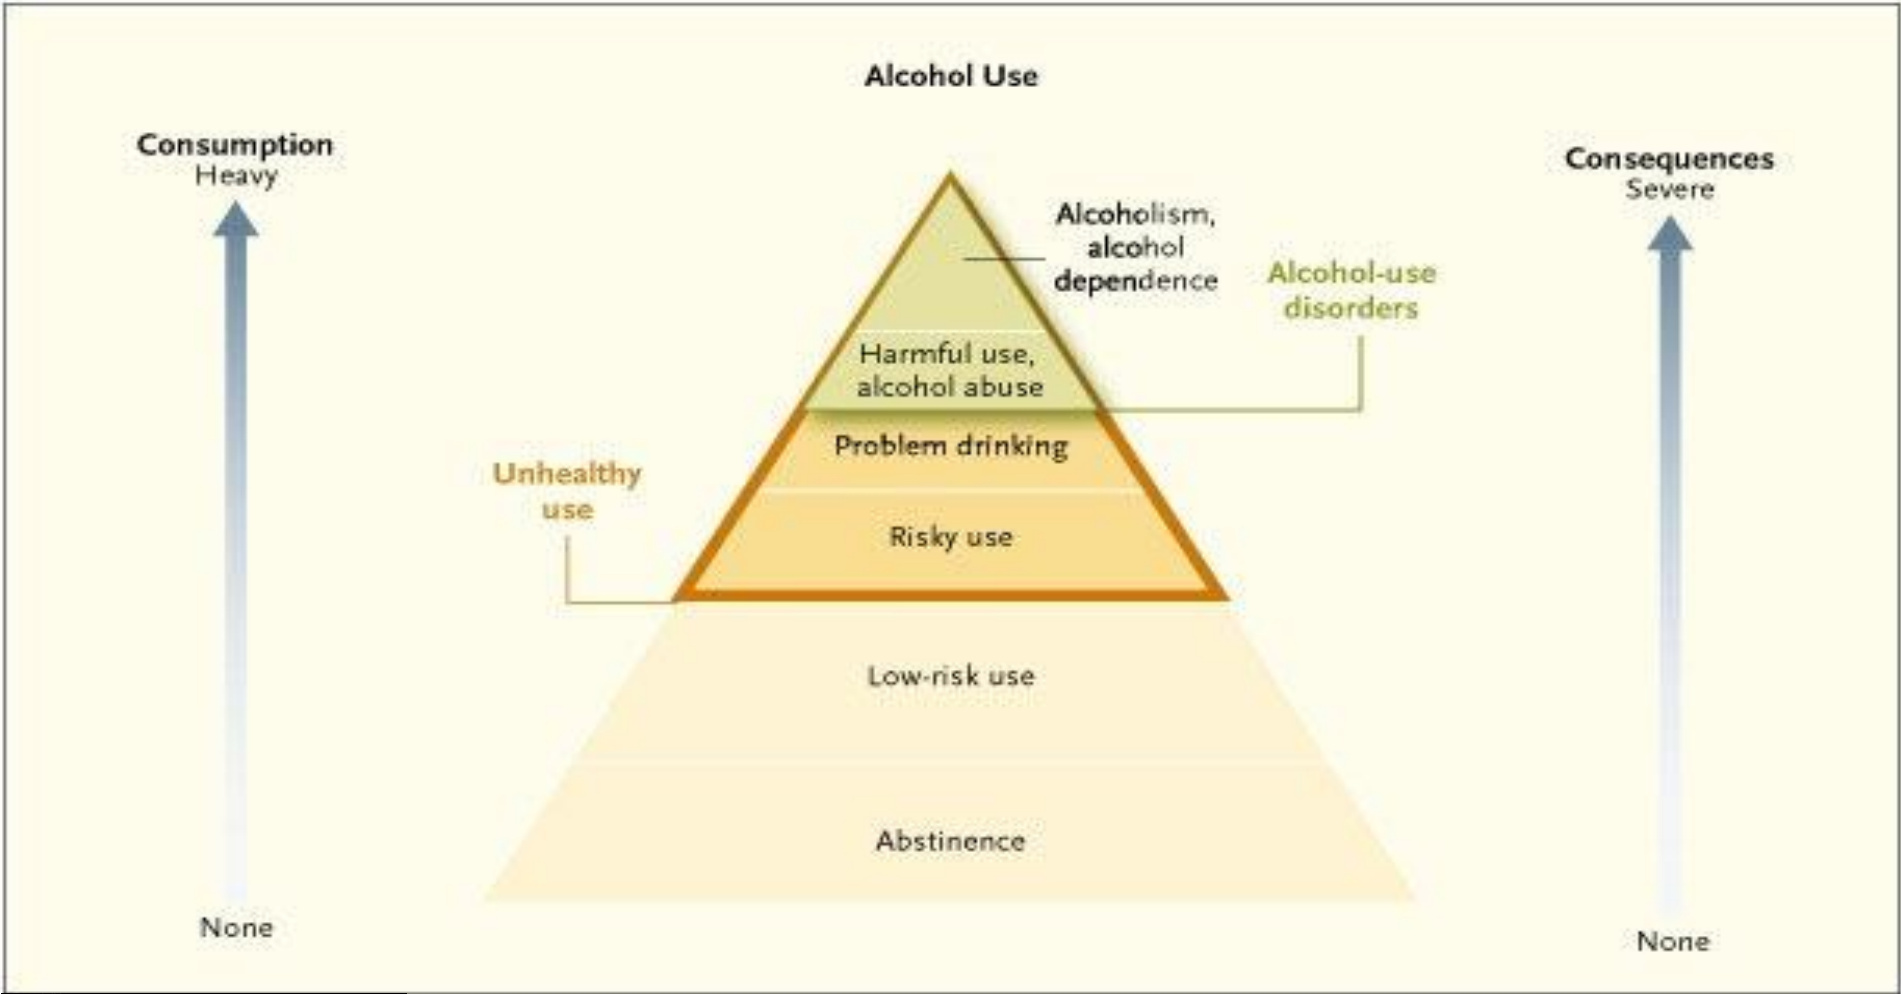 Alcohol Use
Consumption
Heavy
Consequences
Severe
Alcoholism,
alcohol
dependence
Alcohol-use
disorders
Harmful use,
alcohol abuse
Problem drinking
Unhealthy
use
Risky use
Low-risk use
Abstinence
None
None